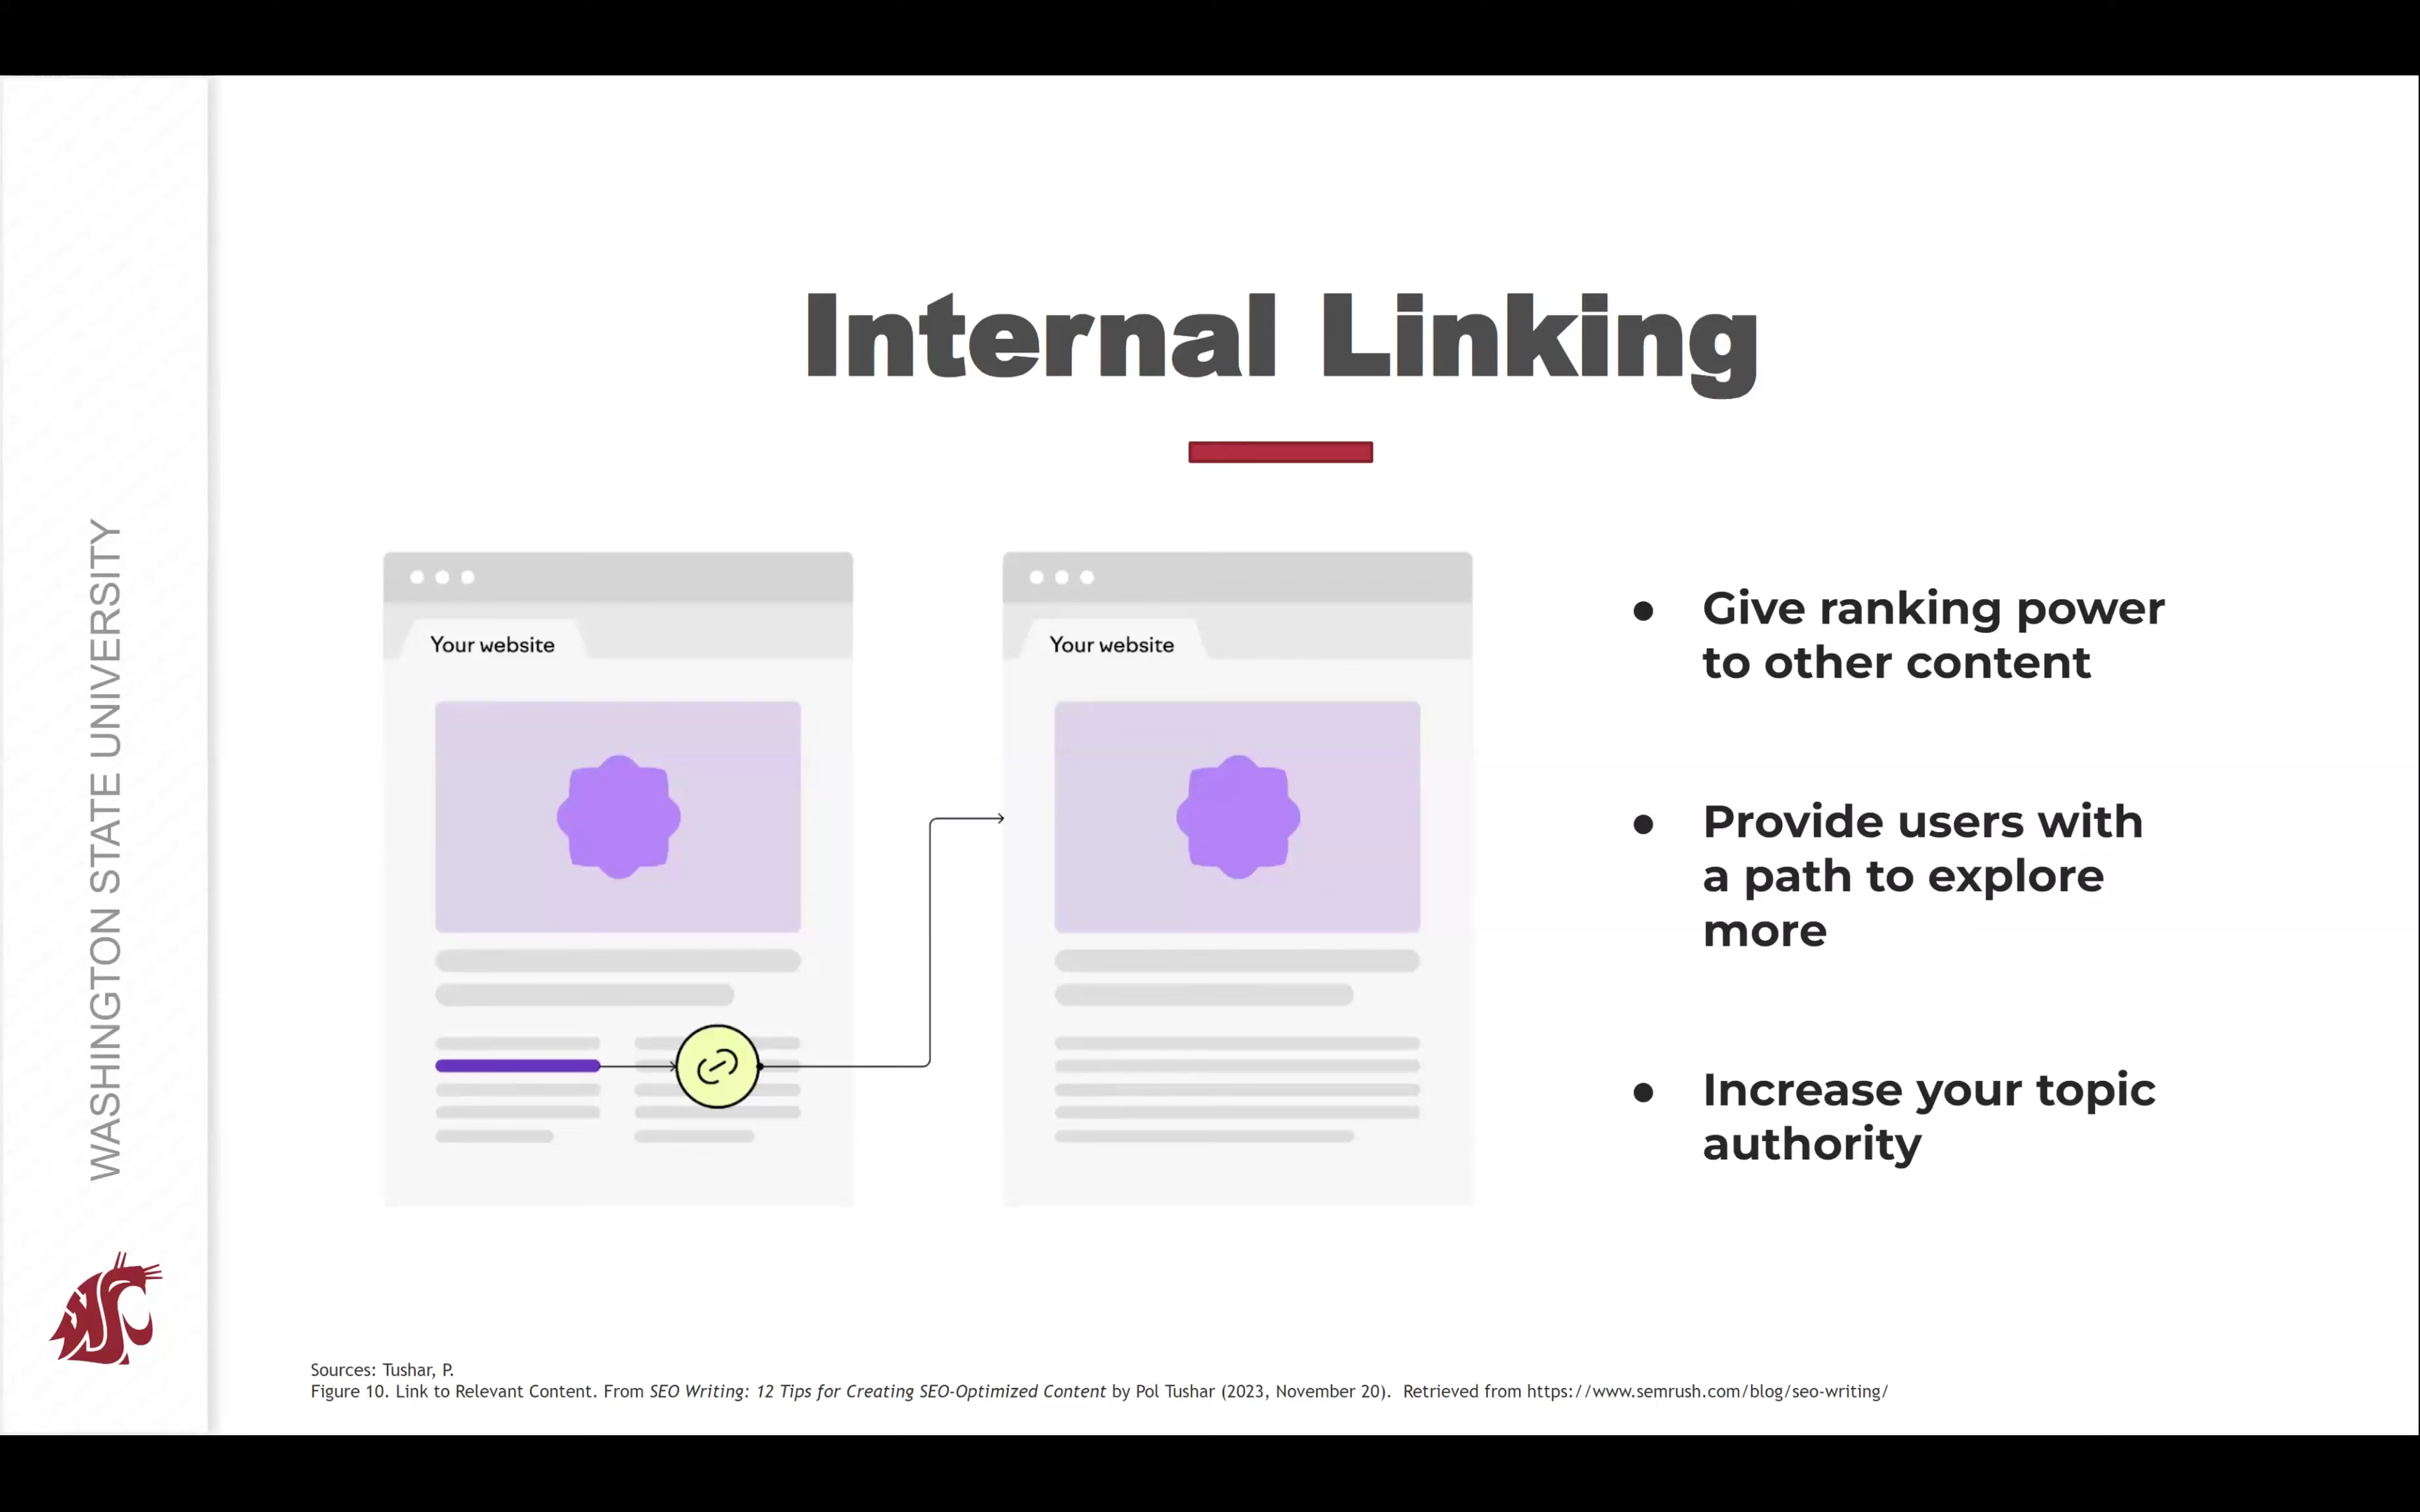 Internal Linking
WASHINGTON STATE UNIVERSITY
Your website
Your website
● Give ranking power
to other content
● Provide users with
a path to explore
more
● Increase your topic
authority
Sources: Tushar, P.
Figure 10. Link to Relevant Content. From SEO Writing: 12 Tips for Creating SEO-Optimized Content by Pol Tushar (2023, November 20). Retrieved from https://www.semrush.com/blog/seo-writing/